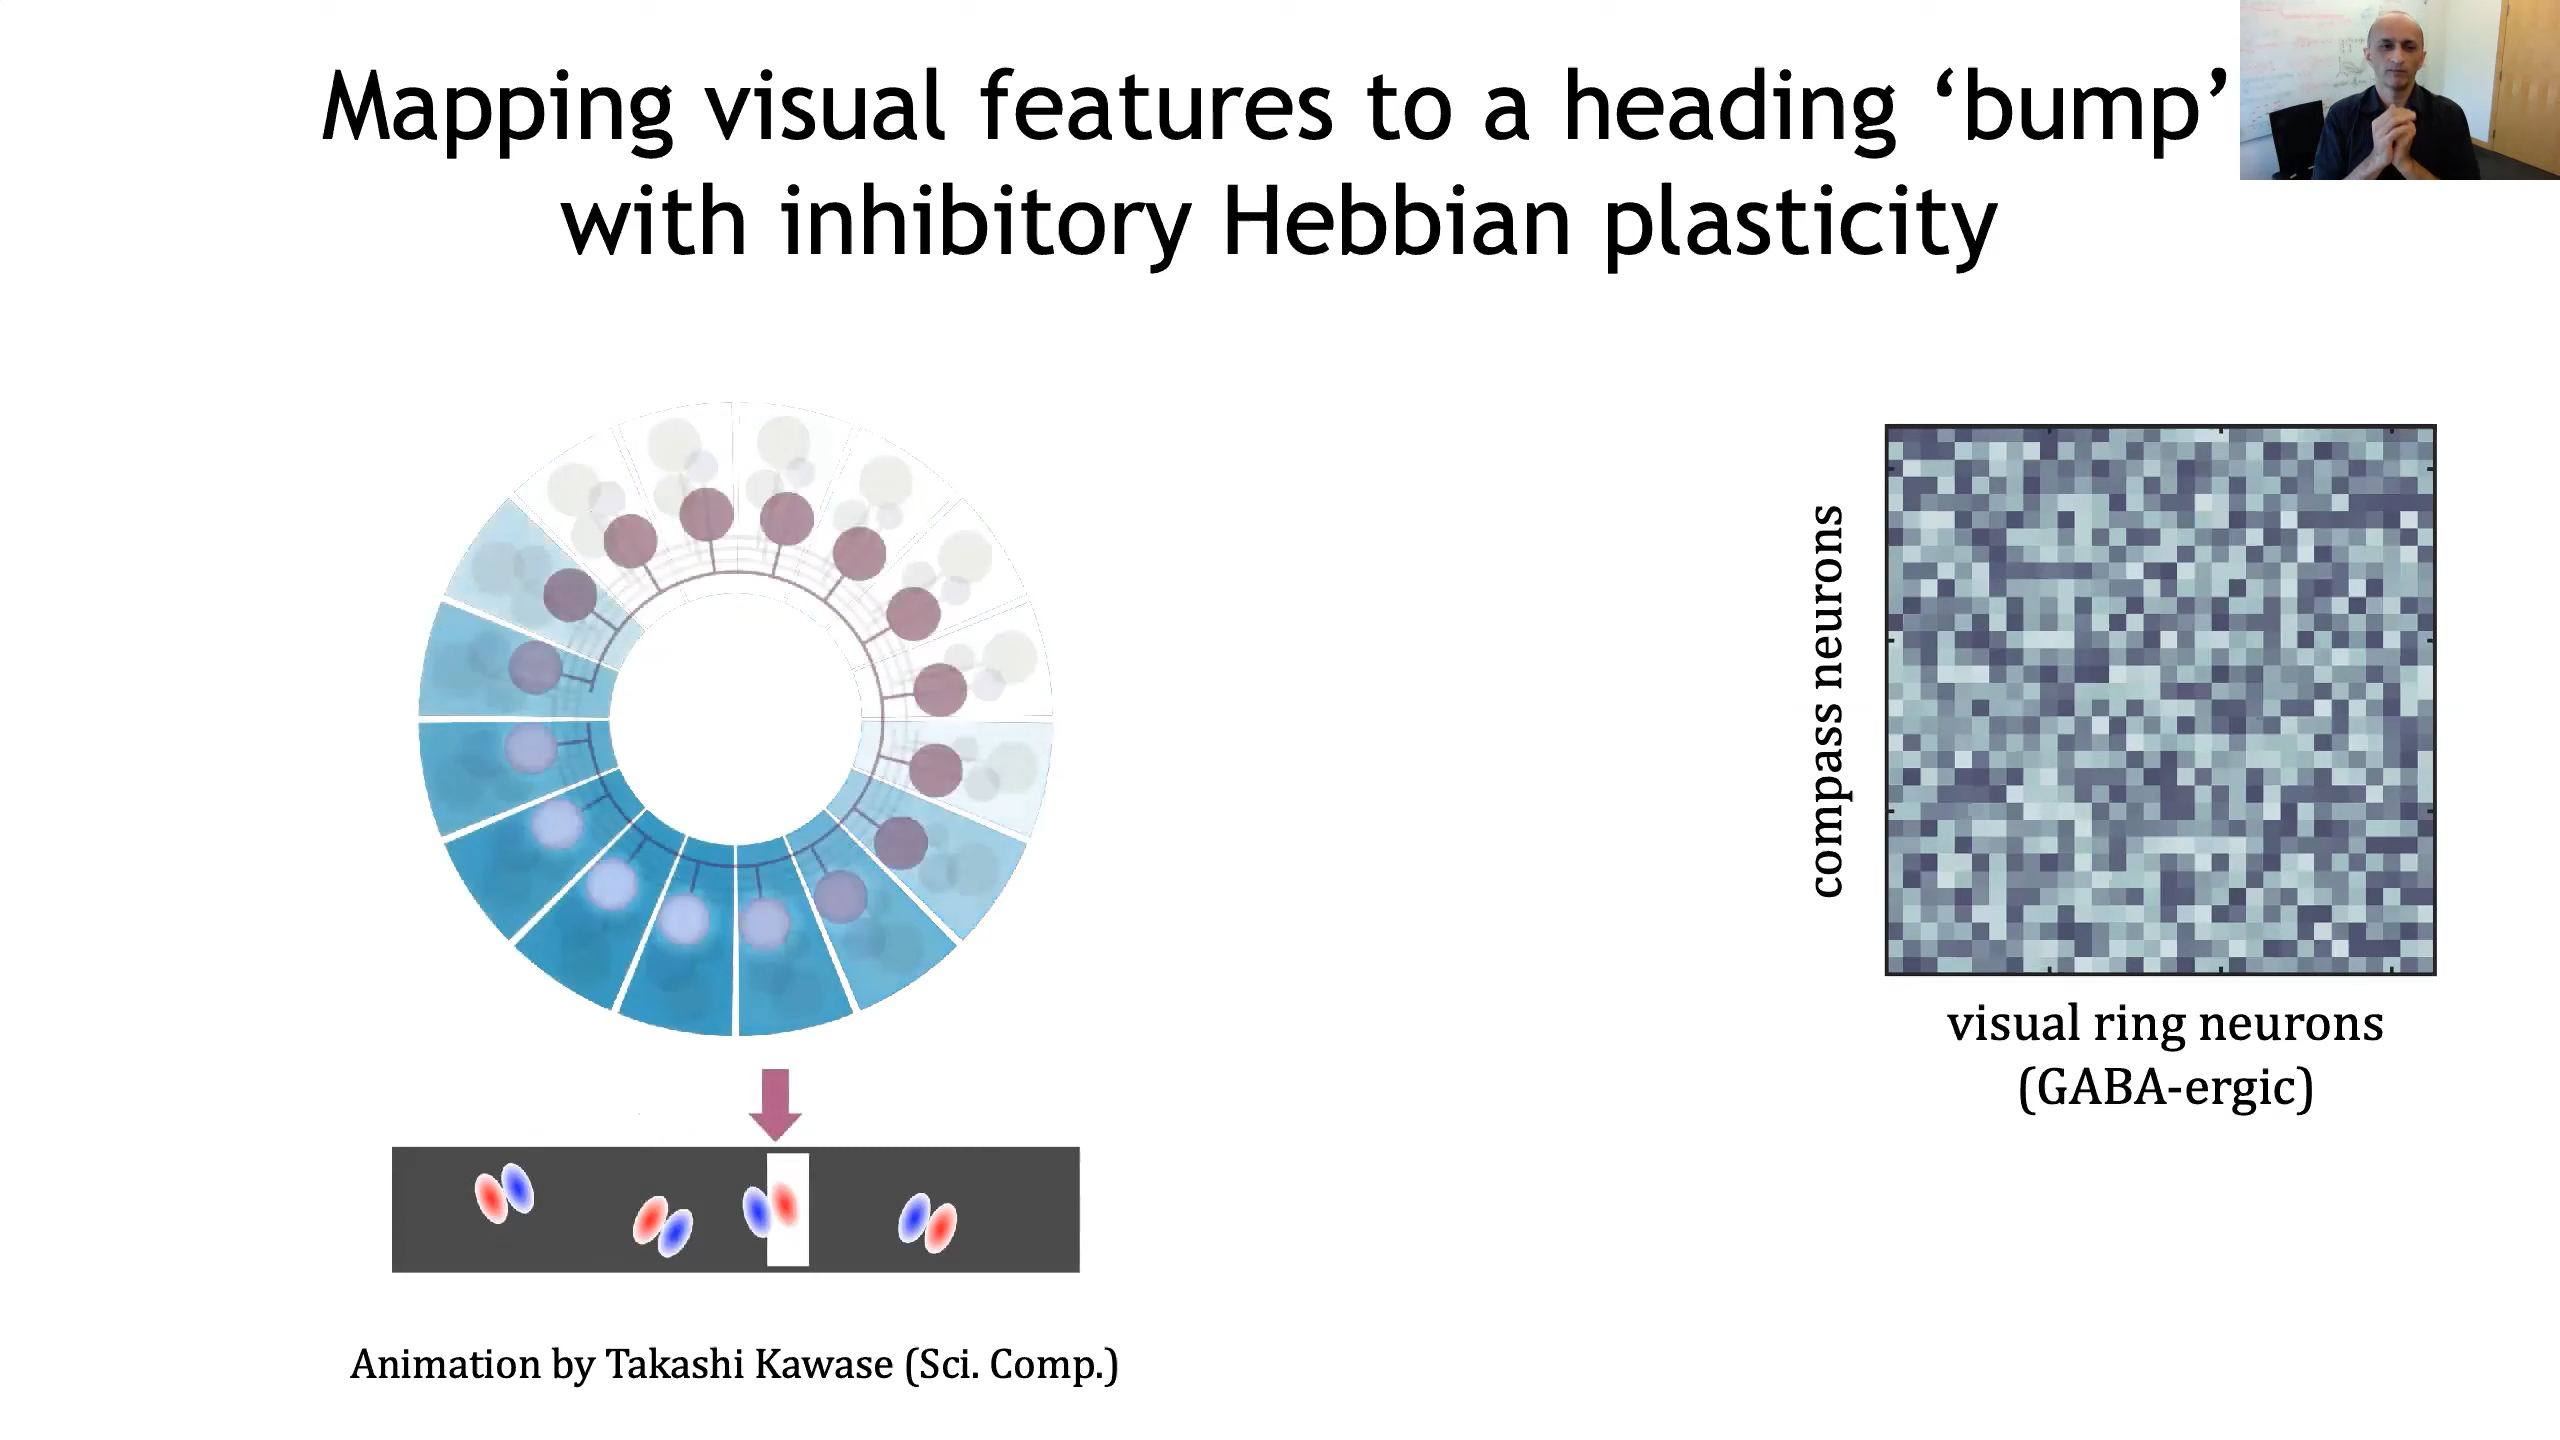 Mapping visual features to a heading ‘bump’
with inhibitory Hebbian plasticity
compass neurons
visual ring neurons
(GABA-ergic)
Animation by Takashi Kawase (Sci. Comp.)